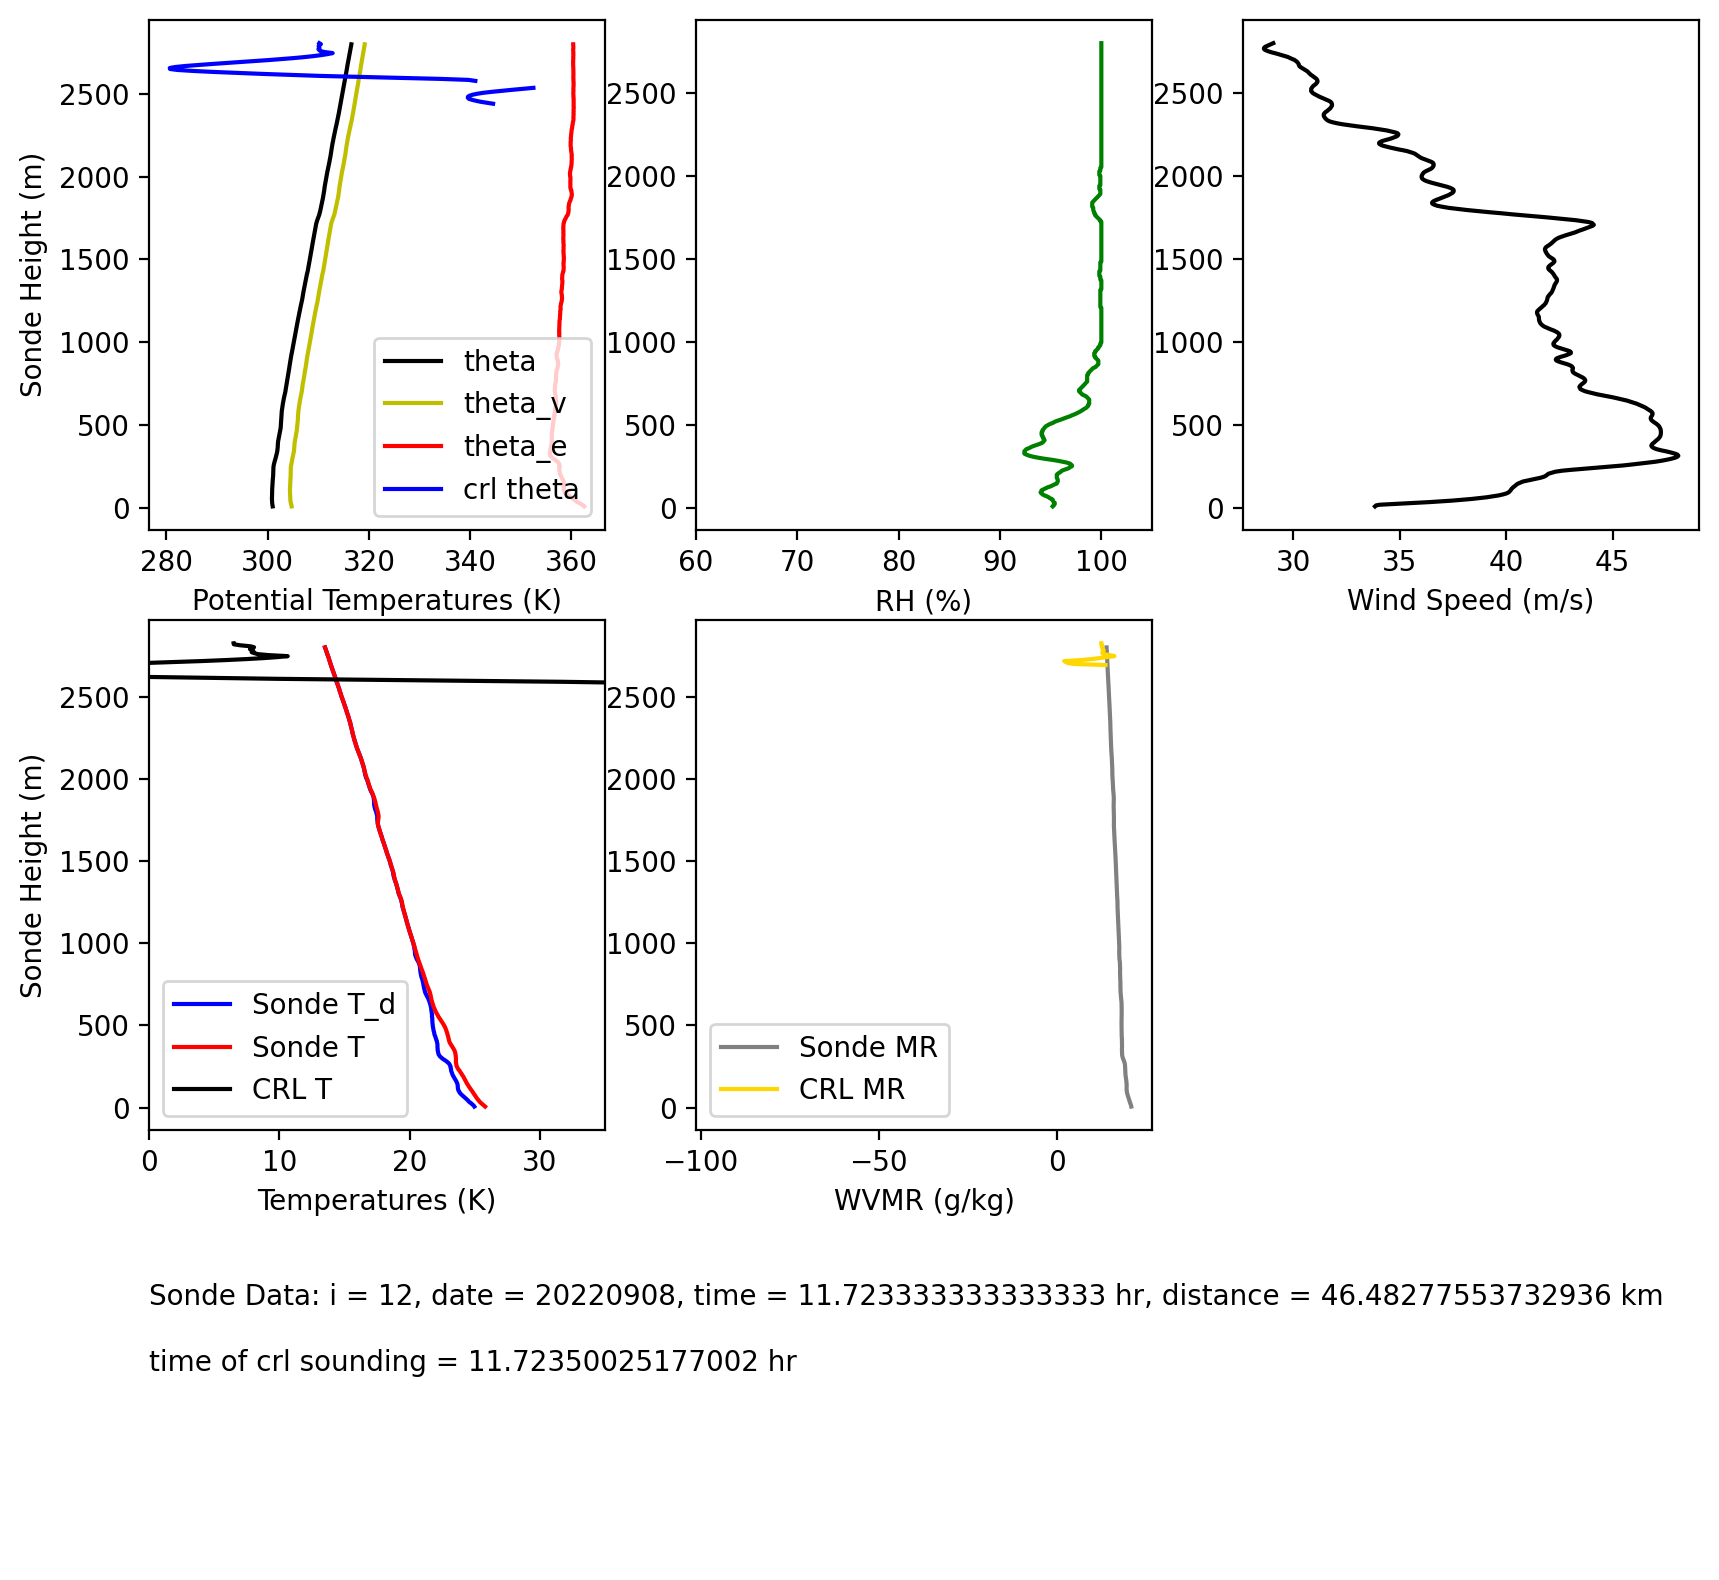 Sonde Height (m)
2500
2000
1500
1000
500
0
280 300 320 340 360
Potential Temperatures (K)
theta
theta_v
theta_e
crl theta
2500
2000
1500
1000
500
0
60 70 80 90 100
RH (%)
2500
2000
1500
1000
500
0
30 35 40 45
Wind Speed (m/s)
Sonde Height (m)
2500
2000
1500
1000
500
0
0 10 20 30
Temperatures (K)
Sonde T_d
Sonde T
CRL T
2500
2000
1500
1000
500
0
−100 −50 0
WVMR (g/kg)
Sonde MR
CRL MR
Sonde Data: i = 12, date = 20220908, time = 11.723333333333333 hr, distance = 46.48277553732936 km
time of crl sounding = 11.72350025177002 hr